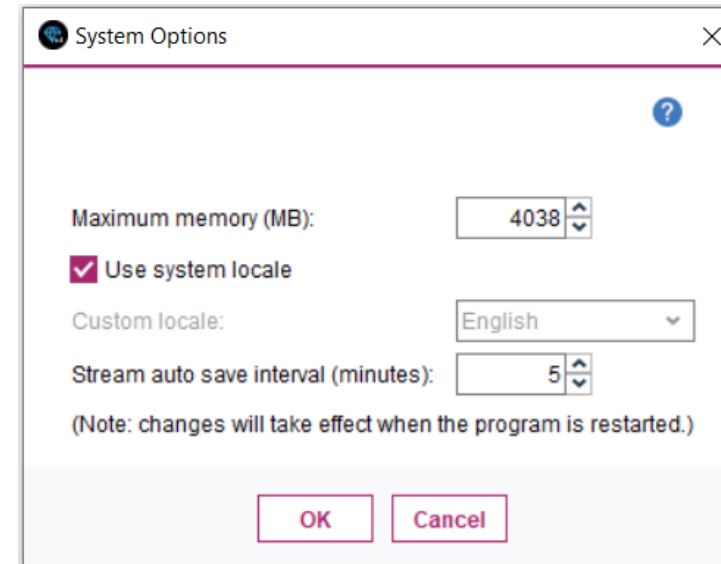 System Options
?
Maximum memory (MB): 4038
Use system locale
Custom locale: English
Stream auto save interval (minutes): 5
(Note: changes will take effect when the program is restarted.)
OK Cancel